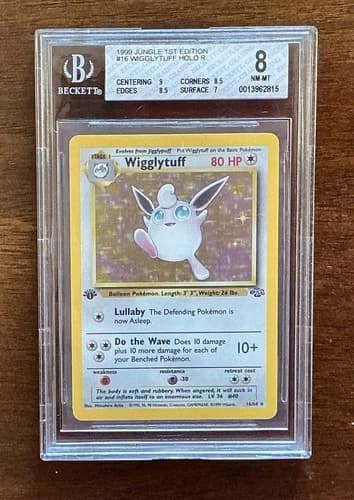 B
BECKETT
1999 JUNGLE 1ST EDITION
#16 WIGGLYTUFF HOLO R
CENTERING 9 CORNERS 8.5
EDGES 8.5 SURFACE 7
8
NM-MT
0013962815
Evolves from Jigglypuff Put Wigglytuff on the Basic Pokémon
STAGE 1
Wigglytuff 80 HP
Balloon Pokémon. Length: 3' 3", Weight: 26 lbs.
Lullaby The Defending Pokémon is
now Asleep.
Do the Wave Does 10 damage
plus 10 more damage for each of
your Benched Pokémon.
10+
weakness resistance retreat cost
-30
The body is soft and rubbery. When angered, it will suck in
air and inflate itself to an enormous size. LV. 36 #40
16/64